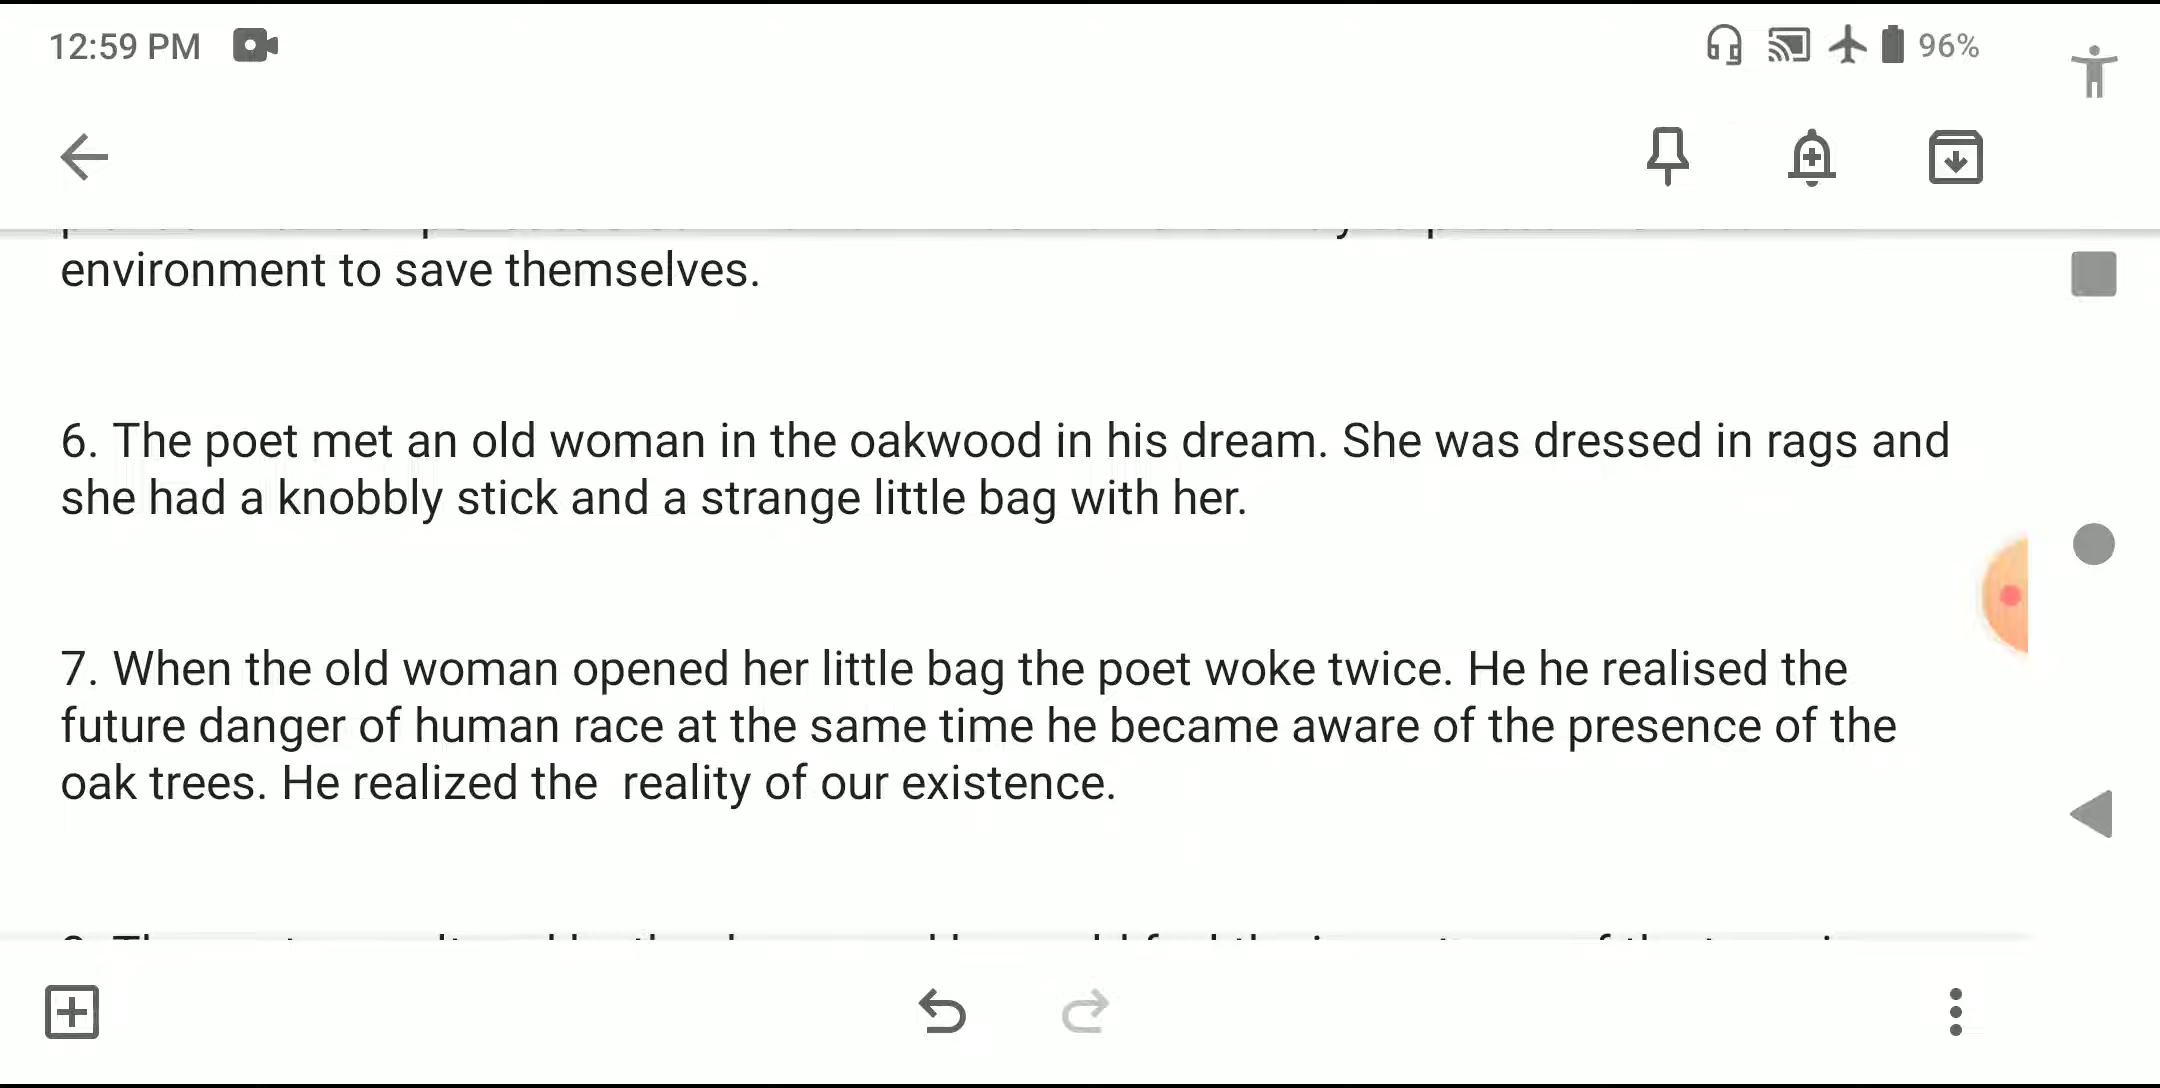 12:59 PM
96%
environment to save themselves.
6. The poet met an old woman in the oakwood in his dream. She was dressed in rags and
she had a knobbly stick and a strange little bag with her.
7. When the old woman opened her little bag the poet woke twice. He he realised the
future danger of human race at the same time he became aware of the presence of the
oak trees. He realized the  reality of our existence.